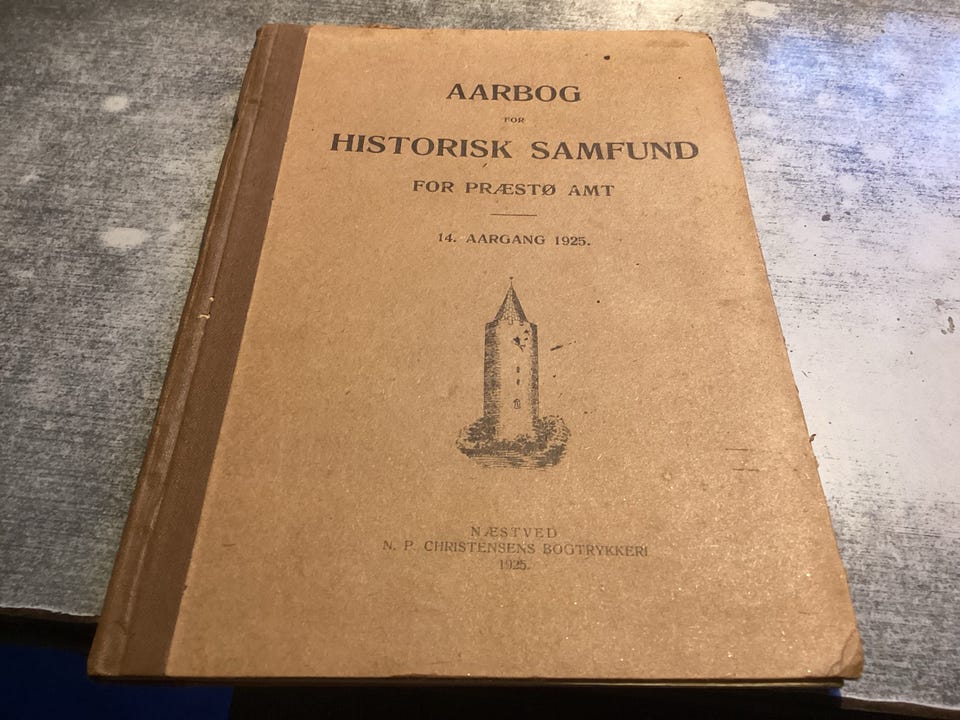 AARBOG
FOR
HISTORISK SAMFUND
FOR PRÆSTØ AMT
14. AARGANG 1925.
NÆSTVED
N. P. CHRISTENSENS BOGTRYKKERI
1925.